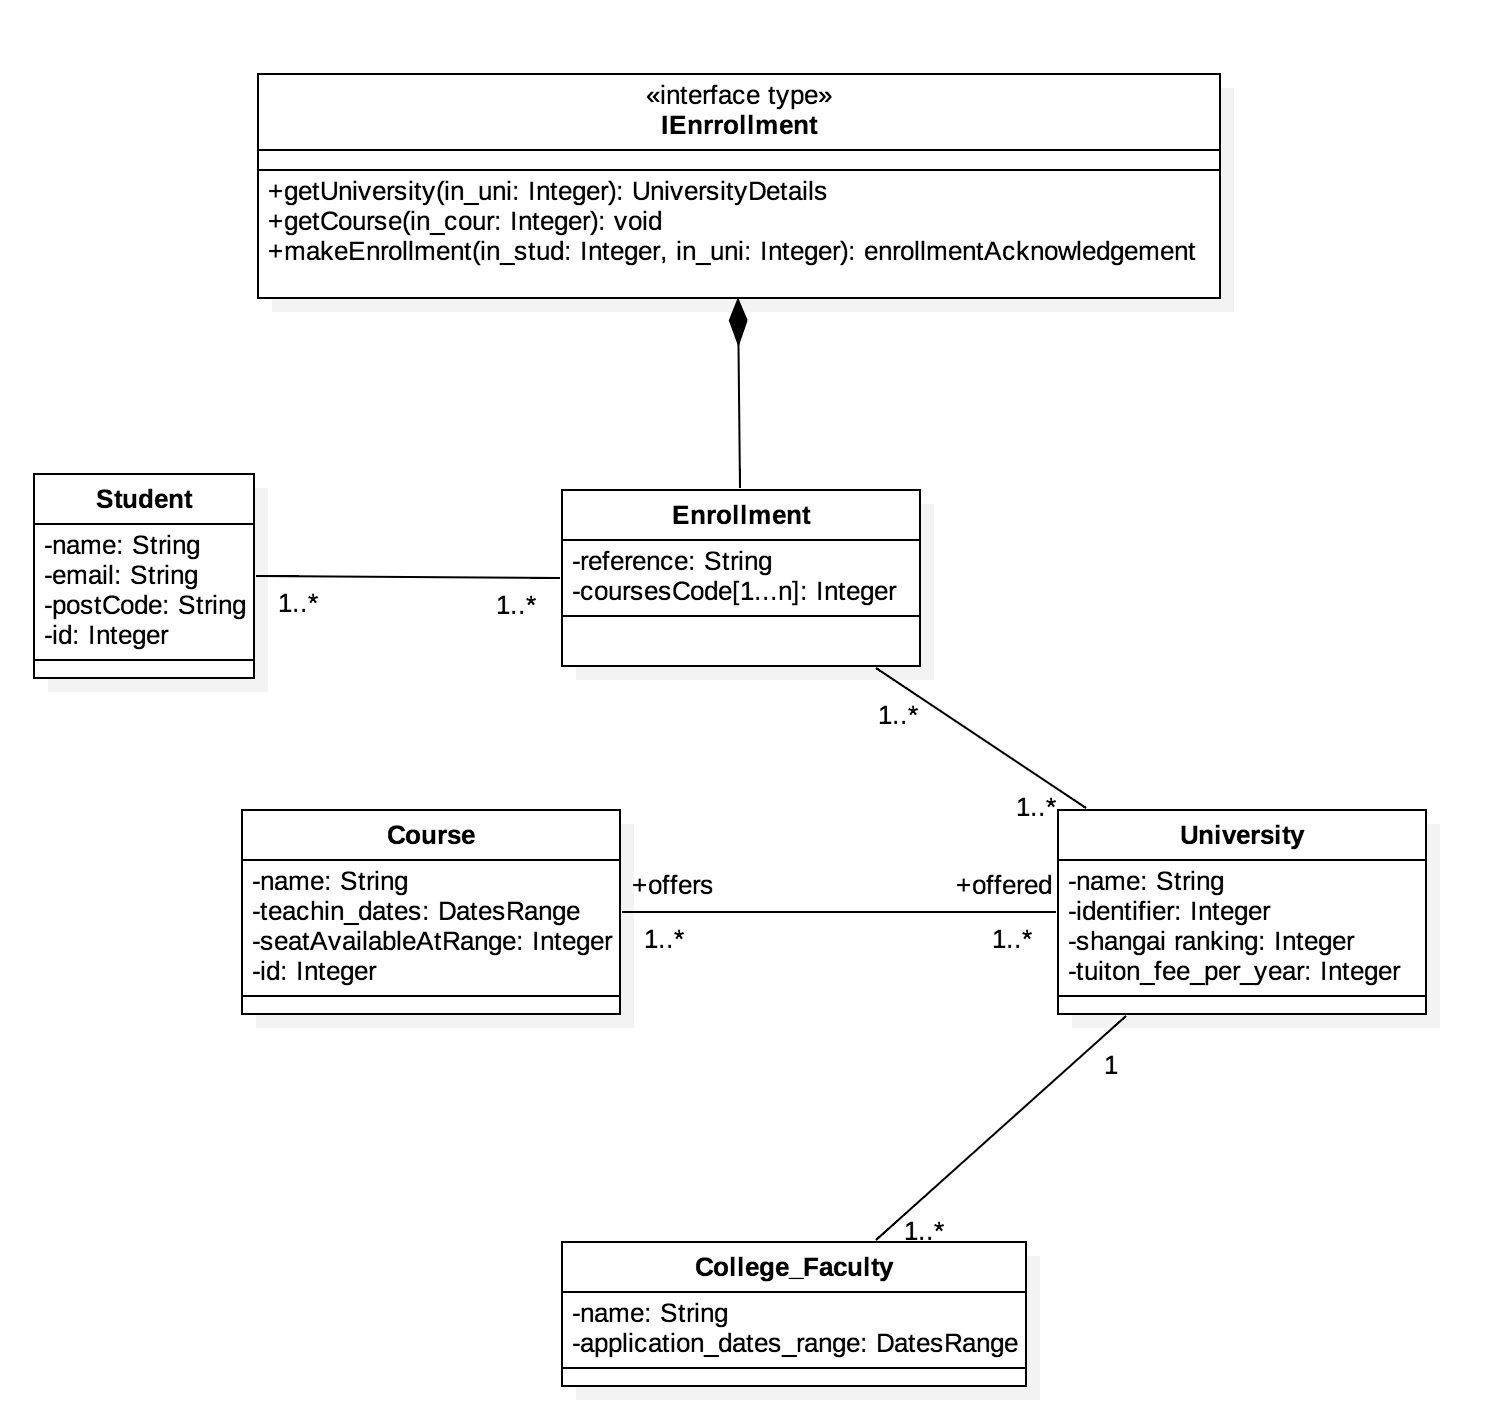 «interface type»
IEnrrollment
+getUniversity(in_uni: Integer): UniversityDetails
+getCourse(in_cour: Integer): void
+makeEnrollment(in_stud: Integer, in_uni: Integer): enrollmentAcknowledgement
Student
-name: String
-email: String
-postCode: String
-id: Integer
1..*
1..*
Enrollment
-reference: String
-coursesCode[1...n]: Integer
1..*
1..*
Course
-name: String
-teachin_dates: DatesRange
-seatAvailableAtRange: Integer
-id: Integer
+offers
1..*
+offered
1..*
University
-name: String
-identifier: Integer
-shangai ranking: Integer
-tuiton_fee_per_year: Integer
1
1..*
College_Faculty
-name: String
-application_dates_range: DatesRange